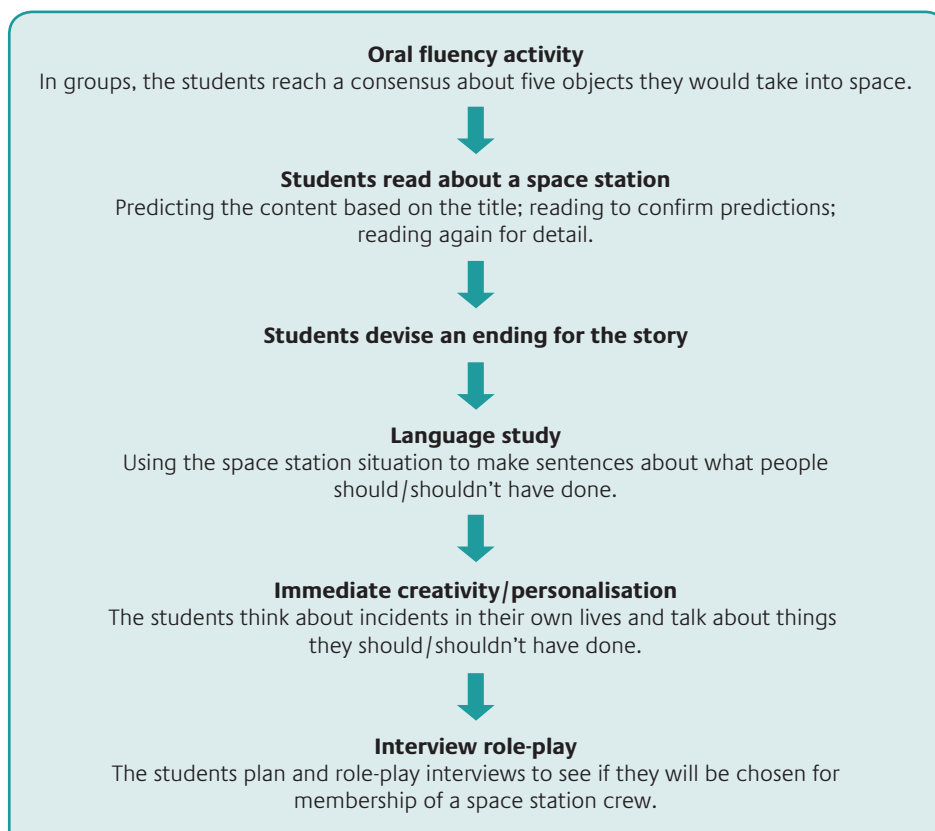 Oral fluency activity
In groups, the students reach a consensus about five objects they would take into space.
Students read about a space station
Predicting the content based on the title; reading to confirm predictions;
reading again for detail.
Students devise an ending for the story
Language study
Using the space station situation to make sentences about what people
should/shouldn't have done.
Immediate creativity/personalisation
The students think about incidents in their own lives and talk about things
they should/shouldn't have done.
Interview role-play
The students plan and role-play interviews to see if they will be chosen for
membership of a space station crew.